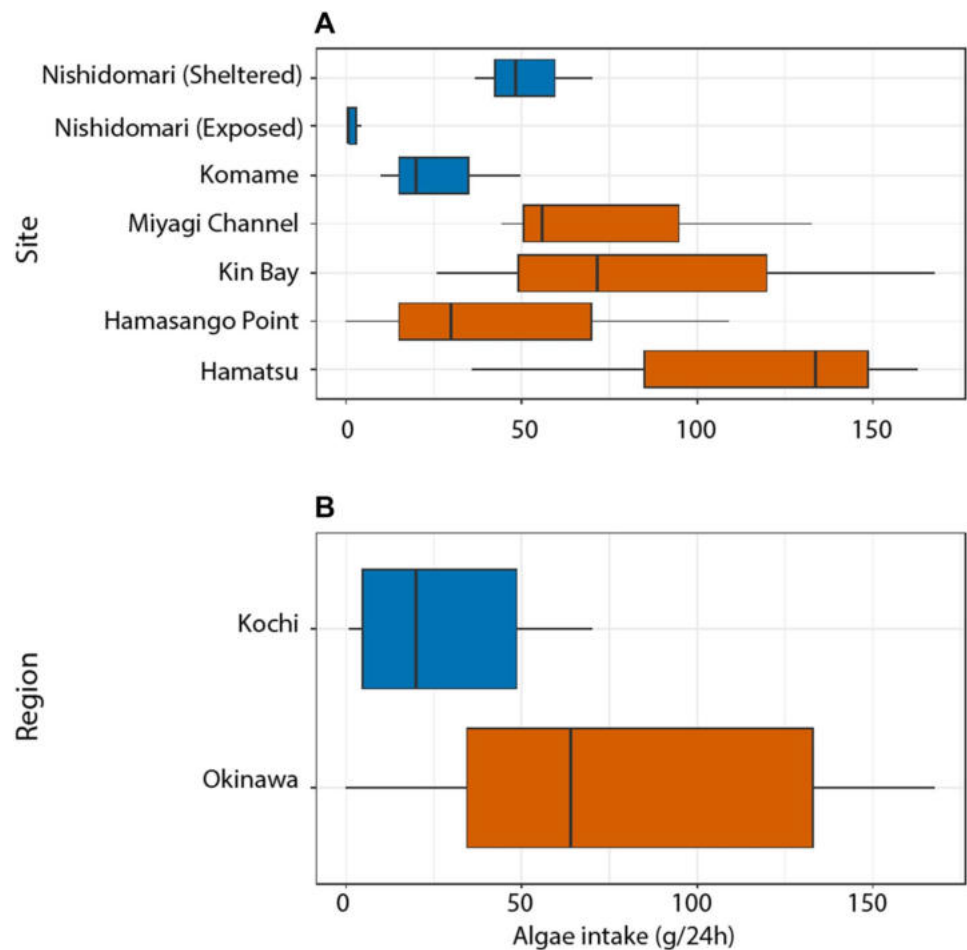 A
Nishidomari (Sheltered)
Nishidomari (Exposed)
Komame
Miyagi Channel
Kin Bay
Hamasango Point
Hamatsu
Site
0 50 100 150
B
Kochi
Okinawa
Region
0 50 100 150
Algae intake (g/24h)